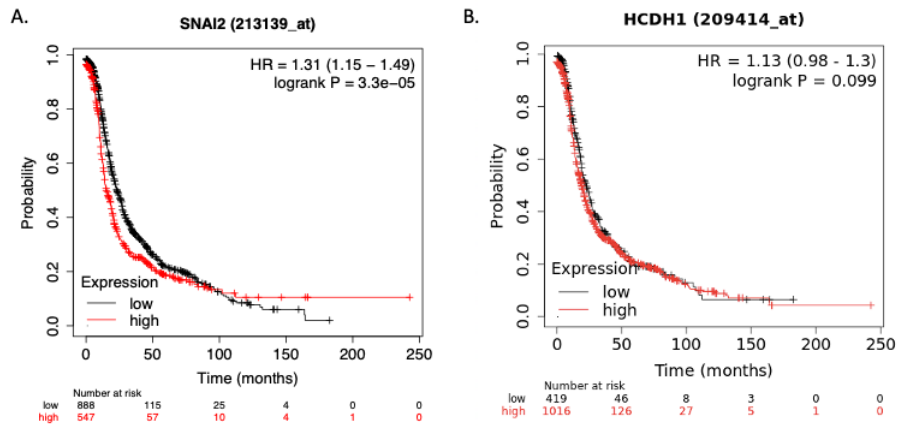 A.
SNAI2 (213139_at)
HR = 1.31 (1.15 – 1.49)
logrank P = 3.3e−05
Probability
1.0
0.8
0.6
0.4
0.2
0.0
Expression
low
high
0 50 100 150 200 250
Time (months)
Number at risk
low 888 115 25 4 0 0
high 547 57 10 4 1 0
B.
HCDH1 (209414_at)
HR = 1.13 (0.98 - 1.3)
logrank P = 0.099
Probability
1.0
0.8
0.6
0.4
0.2
0.0
Expression
low
high
0 50 100 150 200 250
Time (months)
Number at risk
low 419 46 8 3 0 0
high 1016 126 27 5 1 0